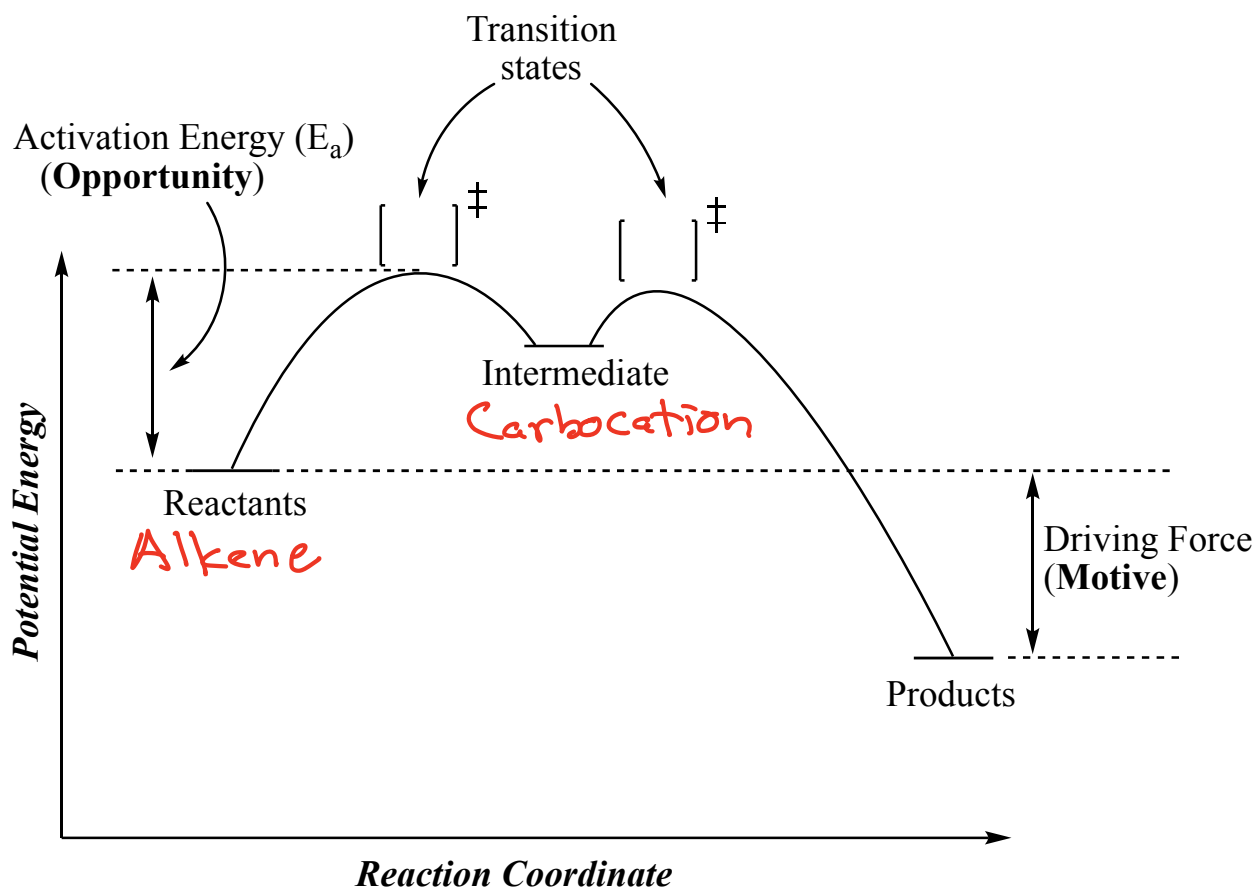 Transition
states
Activation Energy (Eₐ)
(Opportunity)
‡
‡
Intermediate
Carbocation
Reactants
Alkene
Driving Force
(Motive)
Products
Potential Energy
Reaction Coordinate